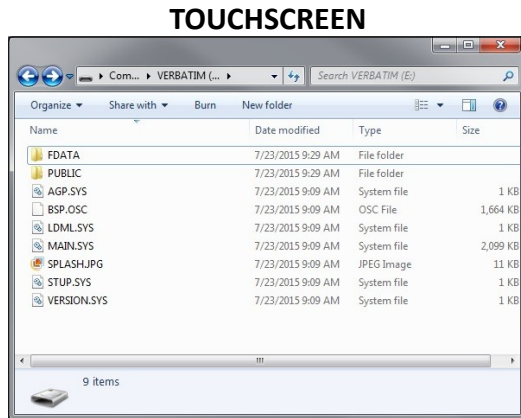 TOUCHSCREEN
Com... VERBATIM (... Search VERBATIM (E:)
Organize Share with Burn New folder
Name Date modified Type Size
FDATA 7/23/2015 9:29 AM File folder
PUBLIC 7/23/2015 9:29 AM File folder
AGP.SYS 7/23/2015 9:09 AM System file 1 KB
BSP.OSC 7/23/2015 9:09 AM OSC File 1,664 KB
LDML.SYS 7/23/2015 9:09 AM System file 1 KB
MAIN.SYS 7/23/2015 9:09 AM System file 2,099 KB
SPLASH.JPG 7/23/2015 9:09 AM JPEG Image 11 KB
STUP.SYS 7/23/2015 9:09 AM System file 1 KB
VERSION.SYS 7/23/2015 9:09 AM System file 1 KB
9 items